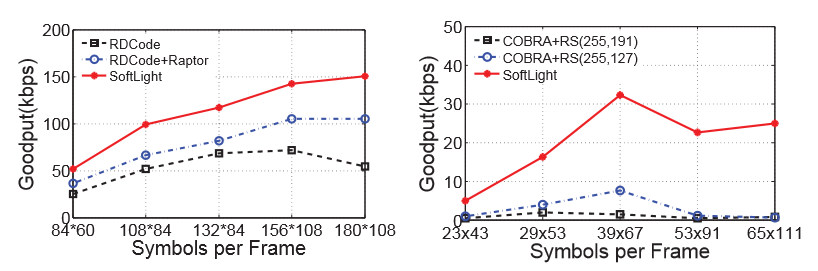 200
150
100
50
0
Goodput(kbps)
RDCode
RDCode+Raptor
SoftLight
84*60 108*84 132*84 156*108 180*108
Symbols per Frame
50
40
30
20
10
0
Goodput(kbps)
COBRA+RS(255,191)
COBRA+RS(255,127)
SoftLight
23x43 29x53 39x67 53x91 65x111
Symbols per Frame